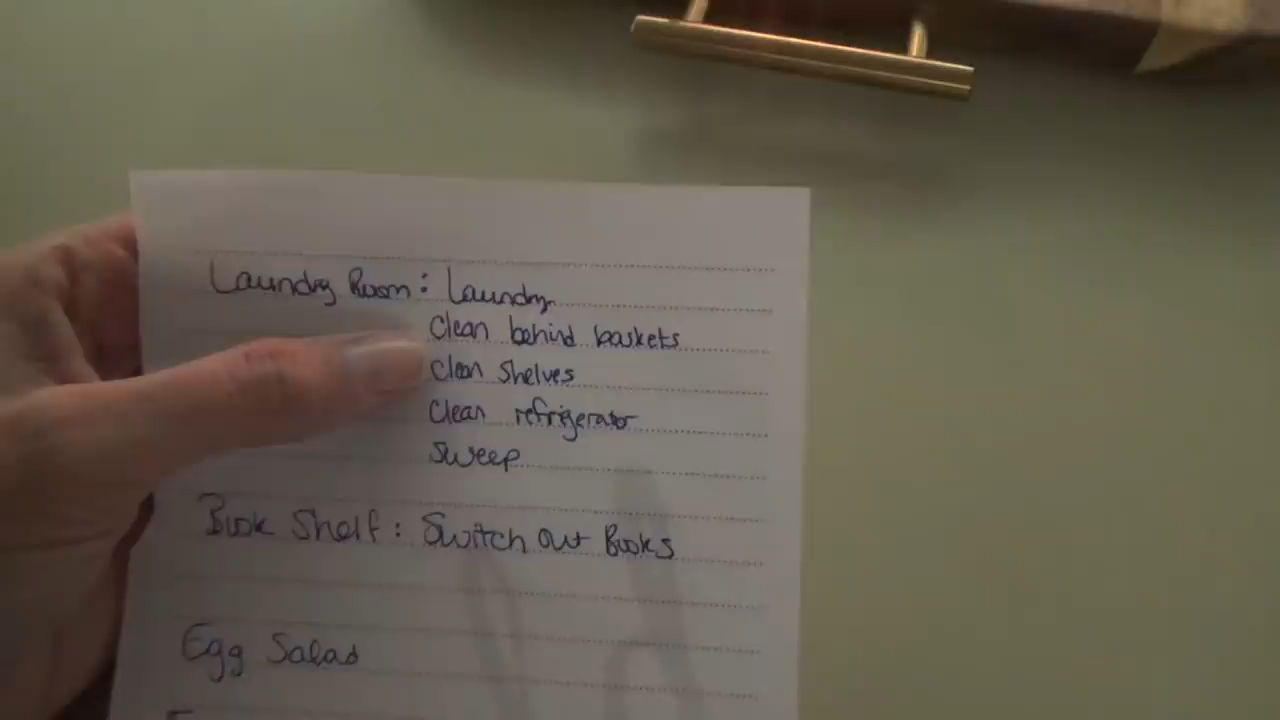 Laundry Room: Laundry
Clean behind baskets
Clean Shelves
Clean refrigerator
Sweep
Book Shelf: Switch out Books
Egg Salad